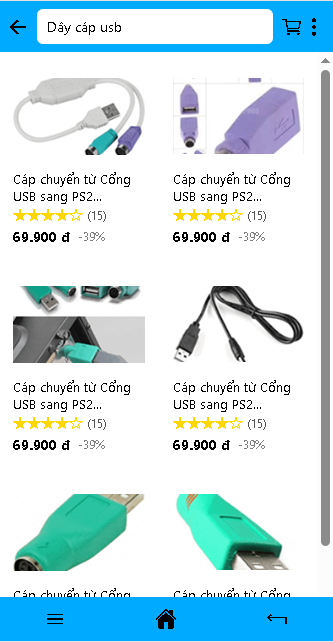 Dây cáp usb
Cáp chuyển từ Cổng
USB sang PS2...
(15)
69.900 đ -39%
Cáp chuyển từ Cổng
USB sang PS2...
(15)
69.900 đ -39%
Cáp chuyển từ Cổng
USB sang PS2...
(15)
69.900 đ -39%
Cáp chuyển từ Cổng
USB sang PS2...
(15)
69.900 đ -39%
Cáp chuyển từ Cổng
Cáp chuyển từ Cổng